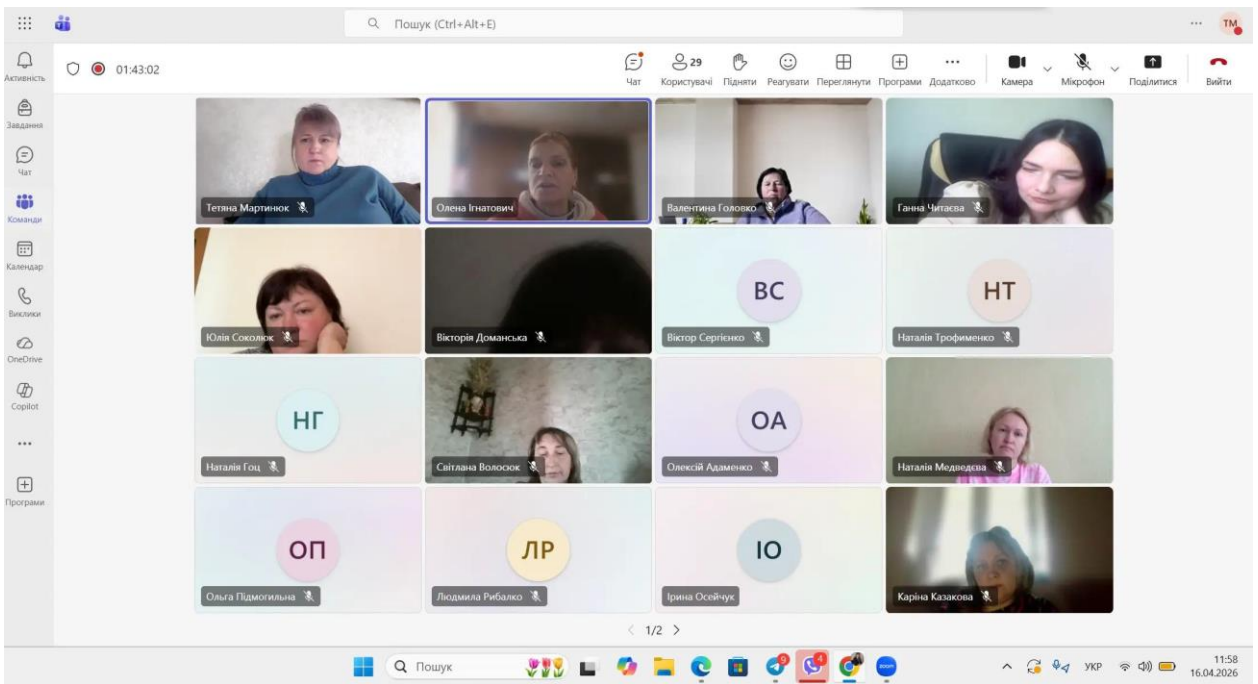 Пошук (Ctrl+Alt+E)
TM
Активність
01:43:02
29
Чат
Користувачі
Підняти
Реагувати
Переглянути
Програми
Додатково
Камера
Мікрофон
Поділитися
Вийти
Завдання
Чат
Команди
Календар
Виклики
OneDrive
Copilot
Програми
Тетяна Мартинюк
Олена Ігнатович
Валентина Головко
Ганна Читаєва
Юлія Соколюк
Вікторія Доманська
ВС
Віктор Сергієнко
НТ
Наталія Трофименко
НГ
Наталія Гоц
Світлана Волосюк
ОА
Олексій Адаменко
Наталія Медведєва
ОП
Ольга Підмогильна
ЛР
Людмила Рибалко
ІО
Ірина Осейчук
Каріна Казакова
1/2
Пошук
9
4
zoom
УКР
11:58
16.04.2026